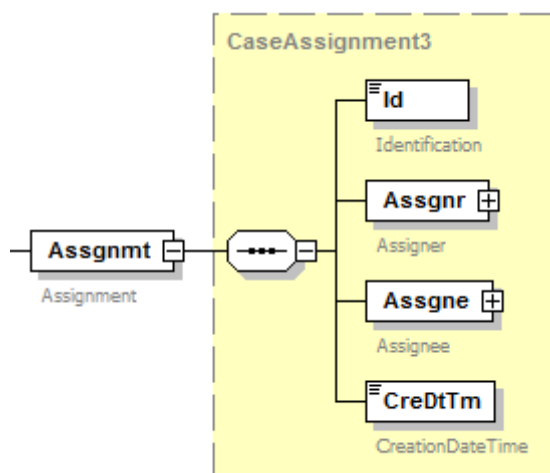 CaseAssignment3
Id
Identification
Assgnr
Assigner
Assgnmt
Assignment
Assgne
Assignee
CreDtTm
CreationDateTime